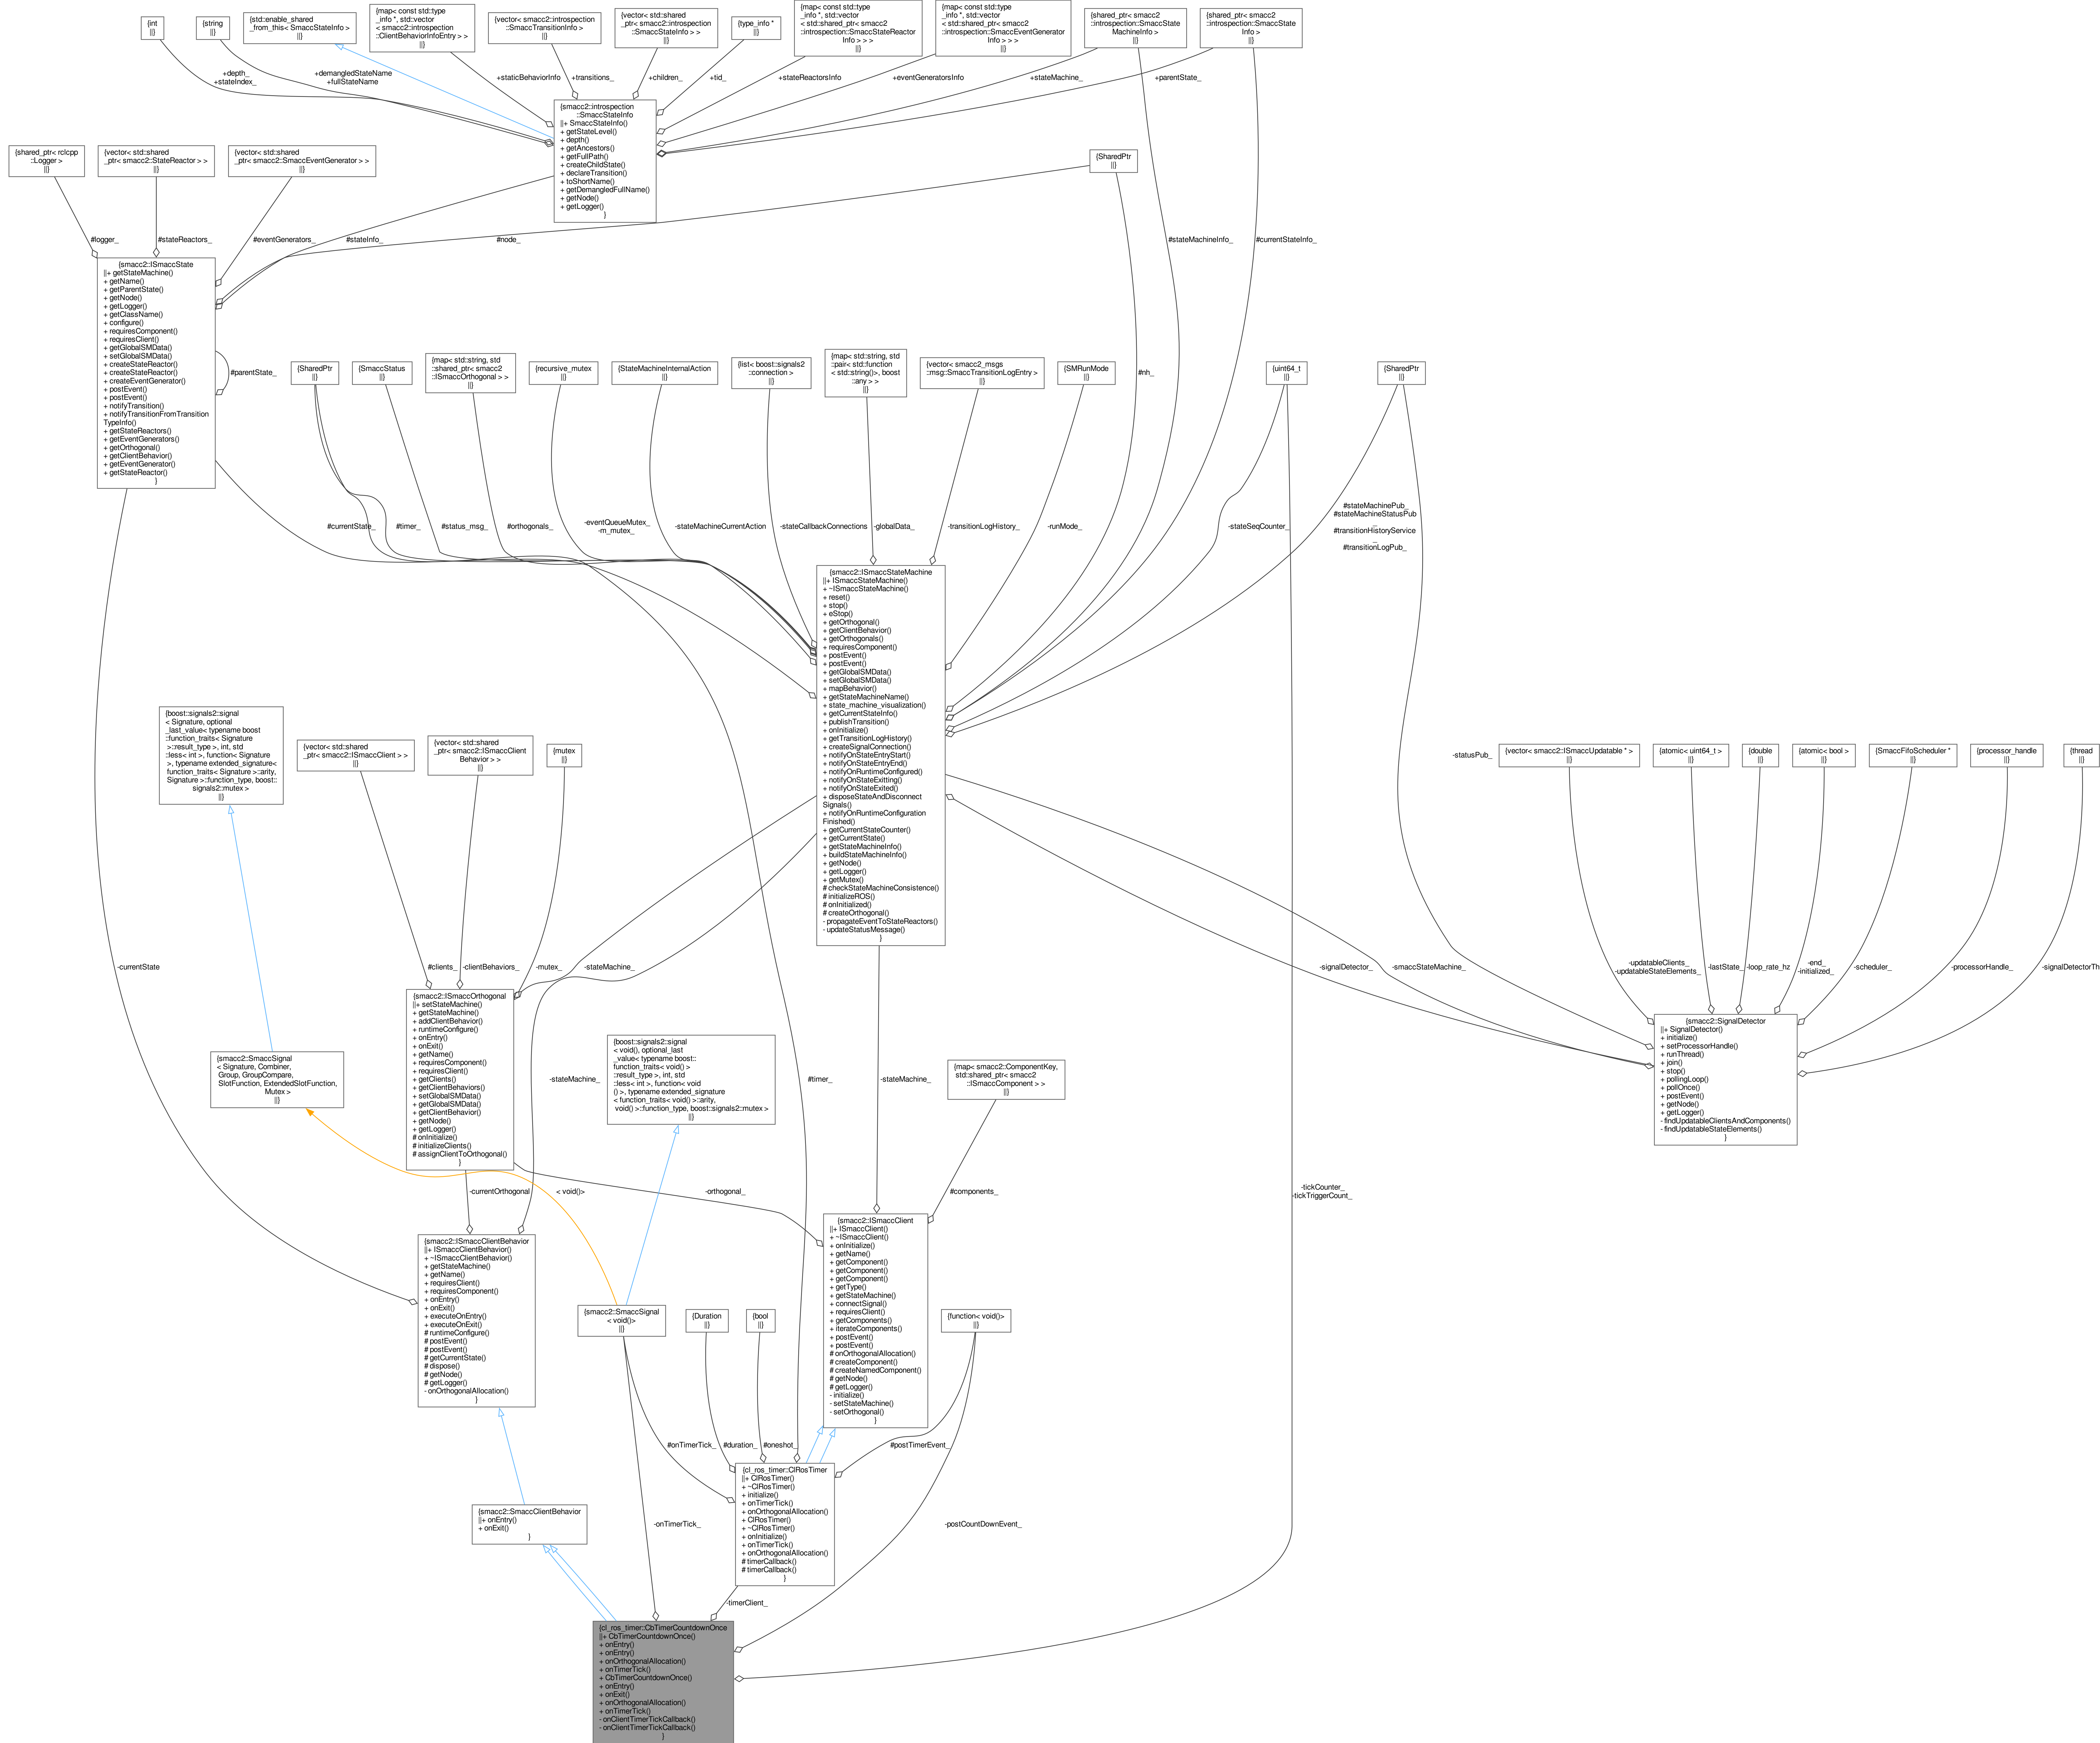 {int
||}
{string
||}
{std::enable_shared
_from_this< SmaccStateInfo >
||}
{map< const std::type
_info *, std::vector
< smacc2::introspection
::ClientBehaviorInfoEntry > >
||}
{vector< smacc2::introspection
::SmaccTransitionInfo >
||}
{vector< std::shared
_ptr< smacc2::introspection
::SmaccStateInfo > >
||}
{type_info *
||}
{map< const std::type
_info *, std::vector
< std::shared_ptr< smacc2
::introspection::SmaccStateReactor
Info > > >
||}
{map< const std::type
_info *, std::vector
< std::shared_ptr< smacc2
::introspection::SmaccEventGenerator
Info > > >
||}
{shared_ptr< smacc2
::introspection::SmaccState
MachineInfo >
||}
{shared_ptr< smacc2
::introspection::SmaccState
Info >
||}
+depth_
+stateIndex_
+demangledStateName
+fullStateName
+staticBehaviorInfo
+transitions_
+children_
+tid_
+stateReactorsInfo
+eventGeneratorsInfo
+stateMachine_
+parentState_
{smacc2::introspection
::SmaccStateInfo
||+ SmaccStateInfo()
+ getStateLevel()
+ depth()
+ getAncestors()
+ getFullPath()
+ createChildState()
+ declareTransition()
+ toShortName()
+ getDemangledFullName()
+ getNode()
+ getLogger()
}
{shared_ptr< rclcpp
::Logger >
||}
{vector< std::shared
_ptr< smacc2::StateReactor > >
||}
{vector< std::shared
_ptr< smacc2::SmaccEventGenerator > >
||}
{SharedPtr
||}
#logger_
#stateReactors_
#eventGenerators_
#stateInfo_
#node_
#stateMachineInfo_
#currentStateInfo_
{smacc2::ISmaccState
||+ getStateMachine()
+ getName()
+ getParentState()
+ getNode()
+ getLogger()
+ getClassName()
+ configure()
+ requiresComponent()
+ requiresClient()
+ getGlobalSMData()
+ setGlobalSMData()
+ createStateReactor()
+ createStateReactor()
+ createEventGenerator()
+ postEvent()
+ postEvent()
+ notifyTransition()
+ notifyTransitionFromTransition
TypeInfo()
+ getStateReactors()
+ getEventGenerators()
+ getOrthogonal()
+ getClientBehavior()
+ getEventGenerator()
+ getStateReactor()
}
#parentState_
{SharedPtr
||}
{SmaccStatus
||}
{map< std::string, std
::shared_ptr< smacc2
::ISmaccOrthogonal > >
||}
{recursive_mutex
||}
{StateMachineInternalAction
||}
{list< boost::signals2
::connection >
||}
{map< std::string, std
::pair< std::function
< std::string()>, boost
::any > >
||}
{vector< smacc2_msgs
::msg::SmaccTransitionLogEntry >
||}
{SMRunMode
||}
#nh_
{uint64_t
||}
{SharedPtr
||}
#currentState_
#timer_
#status_msg_
#orthogonals_
-eventQueueMutex_
-m_mutex_
-stateMachineCurrentAction
-stateCallbackConnections
-globalData_
-transitionLogHistory_
-runMode_
-stateSeqCounter_
#stateMachinePub_
#stateMachineStatusPub
_
#transitionHistoryService
_
#transitionLogPub_
{smacc2::ISmaccStateMachine
||+ ISmaccStateMachine()
+ ~ISmaccStateMachine()
+ reset()
+ stop()
+ eStop()
+ getOrthogonal()
+ getClientBehavior()
+ getOrthogonals()
+ requiresComponent()
+ postEvent()
+ postEvent()
+ getGlobalSMData()
+ setGlobalSMData()
+ mapBehavior()
+ getStateMachineName()
+ state_machine_visualization()
+ getCurrentStateInfo()
+ publishTransition()
+ onInitialize()
+ getTransitionLogHistory()
+ createSignalConnection()
+ notifyOnStateEntryStart()
+ notifyOnStateEntryEnd()
+ notifyOnRuntimeConfigured()
+ notifyOnStateExitting()
+ notifyOnStateExited()
+ disposeStateAndDisconnect
Signals()
+ notifyOnRuntimeConfiguration
Finished()
+ getCurrentStateCounter()
+ getCurrentState()
+ getStateMachineInfo()
+ buildStateMachineInfo()
+ getNode()
+ getLogger()
+ getMutex()
# checkStateMachineConsistence()
# initializeROS()
# onInitialized()
# createOrthogonal()
- propagateEventToStateReactors()
- updateStatusMessage()
}
{boost::signals2::signal
< Signature, optional
_last_value< typename boost
::function_traits< Signature
>::result_type >, int, std
::less< int >, function< Signature
>, typename extended_signature<
function_traits< Signature >::arity,
Signature >::function_type, boost::
signals2::mutex >
||}
{vector< std::shared
_ptr< smacc2::ISmaccClient > >
||}
{vector< std::shared
_ptr< smacc2::ISmaccClient
Behavior > >
||}
{mutex
||}
-statusPub_
{vector< smacc2::ISmaccUpdatable * >
||}
{atomic< uint64_t >
||}
{double
||}
{atomic< bool >
||}
{SmaccFifoScheduler *
||}
{processor_handle
||}
{thread
||}
-currentState
#clients_
-clientBehaviors_
-mutex_
-stateMachine_
-signalDetector_
-smaccStateMachine_
-updatableClients_
-updatableStateElements_
-lastState_
-loop_rate_hz
-end_
-initialized_
-scheduler_
-processorHandle_
-signalDetectorTh
{smacc2::ISmaccOrthogonal
||+ setStateMachine()
+ getStateMachine()
+ addClientBehavior()
+ runtimeConfigure()
+ onEntry()
+ onExit()
+ getName()
+ requiresComponent()
+ requiresClient()
+ getClients()
+ getClientBehaviors()
+ setGlobalSMData()
+ getGlobalSMData()
+ getClientBehavior()
+ getNode()
+ getLogger()
# onInitialize()
# initializeClients()
# assignClientToOrthogonal()
}
{smacc2::SignalDetector
||+ SignalDetector()
+ initialize()
+ setProcessorHandle()
+ runThread()
+ join()
+ stop()
+ pollingLoop()
+ pollOnce()
+ postEvent()
+ getNode()
+ getLogger()
- findUpdatableClientsAndComponents()
- findUpdatableStateElements()
}
{smacc2::SmaccSignal
< Signature, Combiner,
Group, GroupCompare,
SlotFunction, ExtendedSlotFunction,
Mutex >
||}
{boost::signals2::signal
< void(), optional_last
_value< typename boost::
function_traits< void() >
::result_type >, int, std
::less< int >, function< void
() >, typename extended_signature
< function_traits< void() >::arity,
void() >::function_type, boost::signals2::mutex >
||}
-stateMachine_
#timer_
-stateMachine_
{map< smacc2::ComponentKey,
std::shared_ptr< smacc2
::ISmaccComponent > >
||}
-currentOrthogonal
< void()>
-orthogonal_
#components_
-tickCounter_
-tickTriggerCount_
{smacc2::ISmaccClient
||+ ISmaccClient()
+ ~ISmaccClient()
+ onInitialize()
+ getName()
+ getComponent()
+ getComponent()
+ getComponent()
+ getType()
+ getStateMachine()
+ connectSignal()
+ requiresClient()
+ getComponents()
+ iterateComponents()
+ postEvent()
+ postEvent()
# onOrthogonalAllocation()
# createComponent()
# createNamedComponent()
# getNode()
# getLogger()
- initialize()
- setStateMachine()
- setOrthogonal()
}
{smacc2::ISmaccClientBehavior
||+ ISmaccClientBehavior()
+ ~ISmaccClientBehavior()
+ getStateMachine()
+ getName()
+ requiresClient()
+ requiresComponent()
+ onEntry()
+ onExit()
+ executeOnEntry()
+ executeOnExit()
# runtimeConfigure()
# postEvent()
# postEvent()
# getCurrentState()
# dispose()
# getNode()
# getLogger()
- onOrthogonalAllocation()
}
{smacc2::SmaccSignal
< void()>
||}
{Duration
||}
{bool
||}
{function< void()>
||}
#onTimerTick_
#duration_
#oneshot_
#postTimerEvent_
{cl_ros_timer::ClRosTimer
||+ ClRosTimer()
+ ~ClRosTimer()
+ initialize()
+ onTimerTick()
+ onOrthogonalAllocation()
+ ClRosTimer()
+ ~ClRosTimer()
+ onInitialize()
+ onTimerTick()
+ onOrthogonalAllocation()
# timerCallback()
# timerCallback()
}
{smacc2::SmaccClientBehavior
||+ onEntry()
+ onExit()
}
-onTimerTick_
-postCountDownEvent_
-timerClient_
{cl_ros_timer::CbTimerCountdownOnce
||+ CbTimerCountdownOnce()
+ onEntry()
+ onEntry()
+ onOrthogonalAllocation()
+ onTimerTick()
+ CbTimerCountdownOnce()
+ onEntry()
+ onExit()
+ onOrthogonalAllocation()
+ onTimerTick()
- onClientTimerTickCallback()
- onClientTimerTickCallback()
}